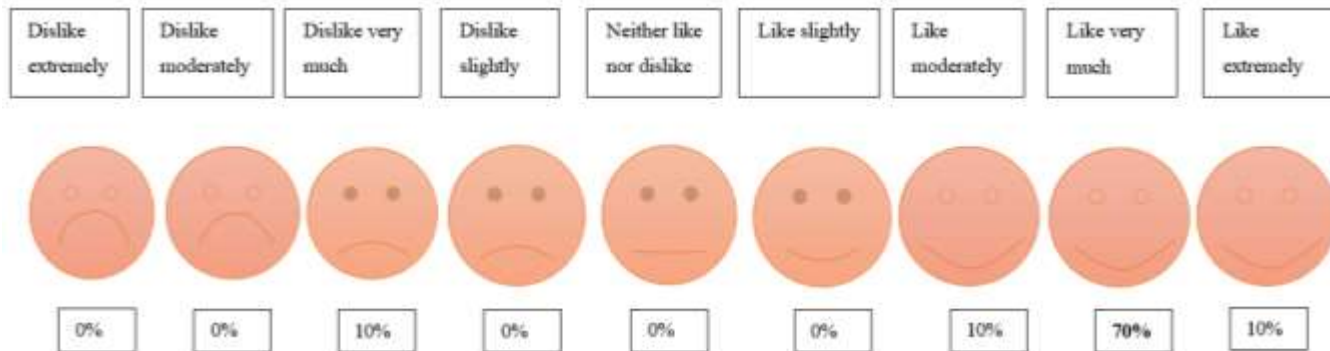 Dislike
extremely
Dislike
moderately
Dislike very
much
Dislike
slightly
Neither like
nor dislike
Like slightly
Like
moderately
Like very
much
Like
extremely
0%
0%
10%
0%
0%
0%
10%
70%
10%